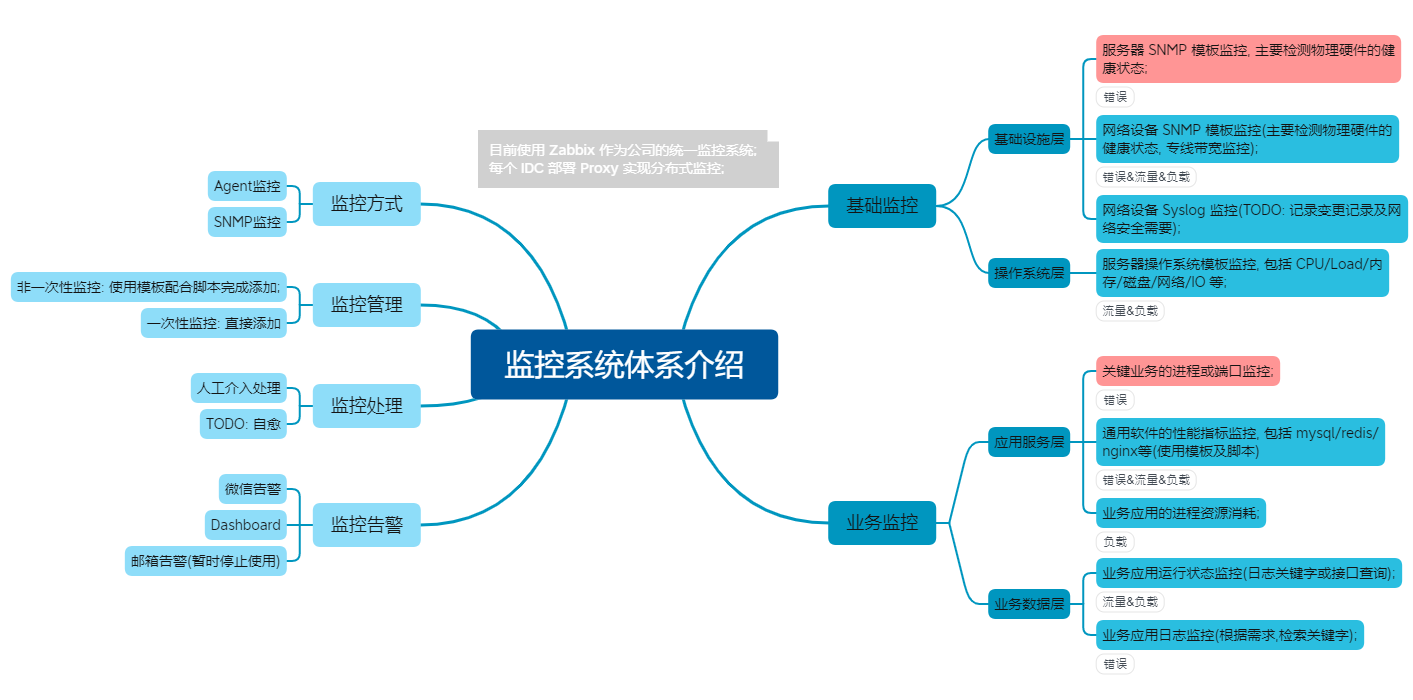 监控系统体系介绍
目前使用 Zabbix 作为公司的统一监控系统;
每个 IDC 部署 Proxy 实现分布式监控;
监控方式
Agent监控
SNMP监控
监控管理
非一次性监控: 使用模板配合脚本完成添加;
一次性监控: 直接添加
监控处理
人工介入处理
TODO: 自愈
监控告警
微信告警
Dashboard
邮箱告警(暂时停止使用)
基础监控
基础设施层
服务器 SNMP 模板监控, 主要检测物理硬件的健
康状态;
错误
网络设备 SNMP 模板监控(主要检测物理硬件的
健康状态, 专线带宽监控);
错误&流量&负载
网络设备 Syslog 监控(TODO: 记录变更记录及网
络安全需要);
操作系统层
服务器操作系统模板监控, 包括 CPU/Load/内
存/磁盘/网络/IO 等;
流量&负载
业务监控
应用服务层
关键业务的进程或端口监控;
错误
通用软件的性能指标监控, 包括 mysql/redis/
nginx等(使用模板及脚本)
错误&流量&负载
业务应用的进程资源消耗;
负载
业务数据层
业务应用运行状态监控(日志关键字或接口查询);
流量&负载
业务应用日志监控(根据需求,检索关键字);
错误